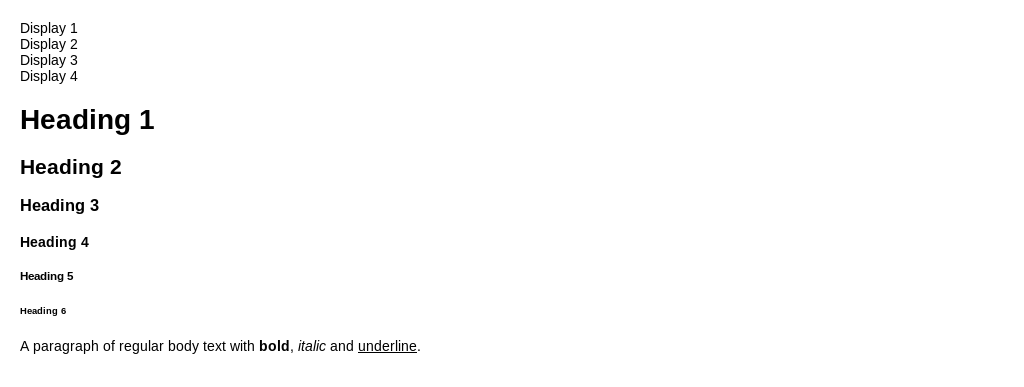 Display 1
Display 2
Display 3
Display 4
Heading 1
Heading 2
Heading 3
Heading 4
Heading 5
Heading 6
A paragraph of regular body text with bold, italic and underline.